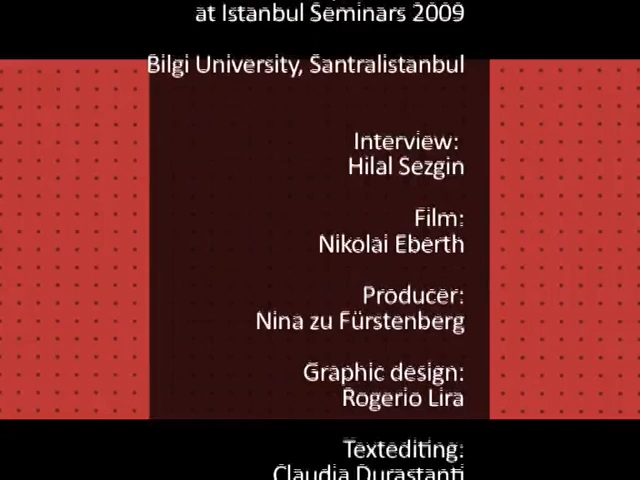 at Istanbul Seminars 2009
Bilgi University, Santralistanbul
Interview:
Hilal Sezgin
Film:
Nikolai Eberth
Producer:
Nina zu Fürstenberg
Graphic design:
Rogerio Lira
Textediting:
Claudia Durastanti